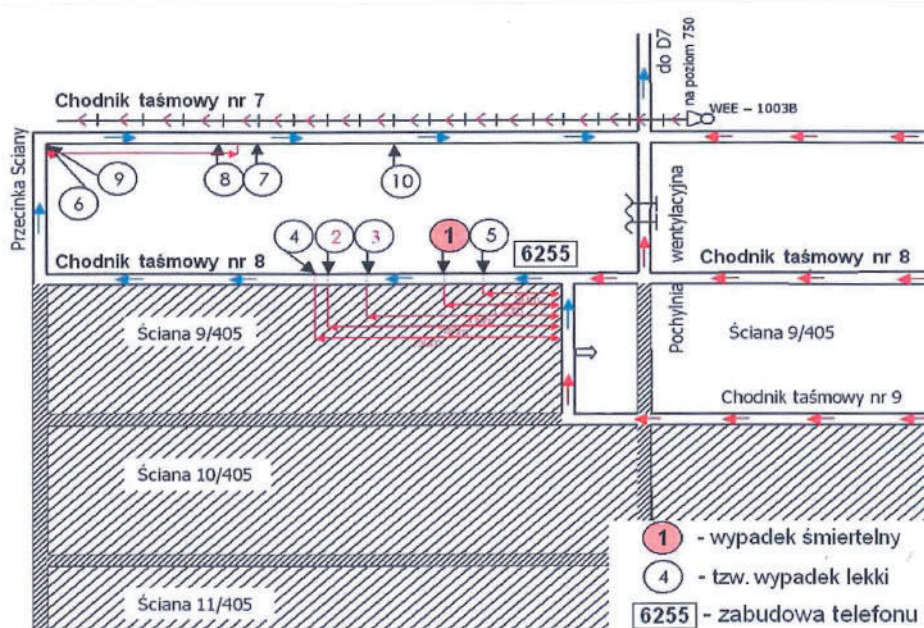 do D7
na poziom 750
WEE – 1003B
Chodnik taśmowy nr 7
Przecinka Ściany
6
9
8
7
10
4
2
3
1
5
6255
Pochylnia wentylacyjna
Chodnik taśmowy nr 8
Chodnik taśmowy nr 8
Ściana 9/405
Ściana 9/405
Chodnik taśmowy nr 9
Ściana 10/405
Ściana 11/405
1 - wypadek śmiertelny
4 - tzw. wypadek lekki
6255 - zabudowa telefonu